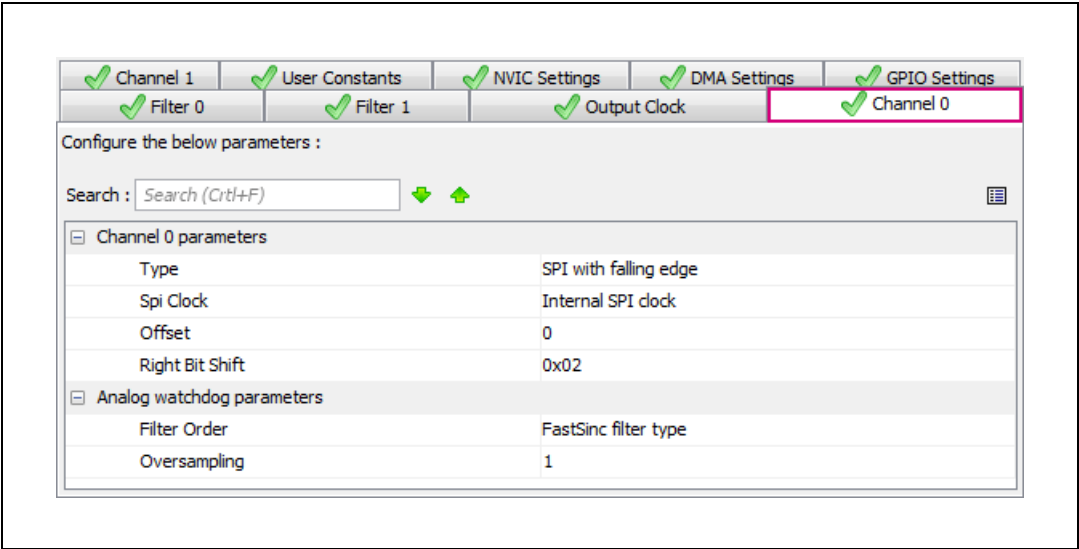 Channel 1 User Constants NVIC Settings DMA Settings GPIO Settings
Filter 0 Filter 1 Output Clock Channel 0
Configure the below parameters :
Search : Search (Crtl+F)
Channel 0 parameters
Type SPI with falling edge
Spi Clock Internal SPI clock
Offset 0
Right Bit Shift 0x02
Analog watchdog parameters
Filter Order FastSinc filter type
Oversampling 1